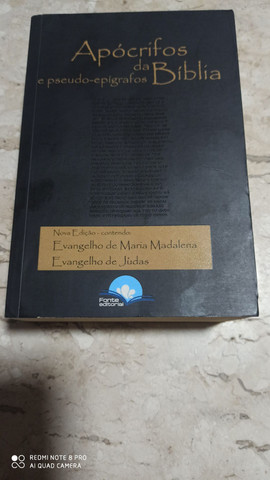 Apócrifos
da
e pseudo-epígrafos Bíblia
Nova Edição - contendo:
Evangelho de Maria Madalena
Evangelho de Júdas
Fonte
editorial
REDMI NOTE 8 PRO
AI QUAD CAMERA